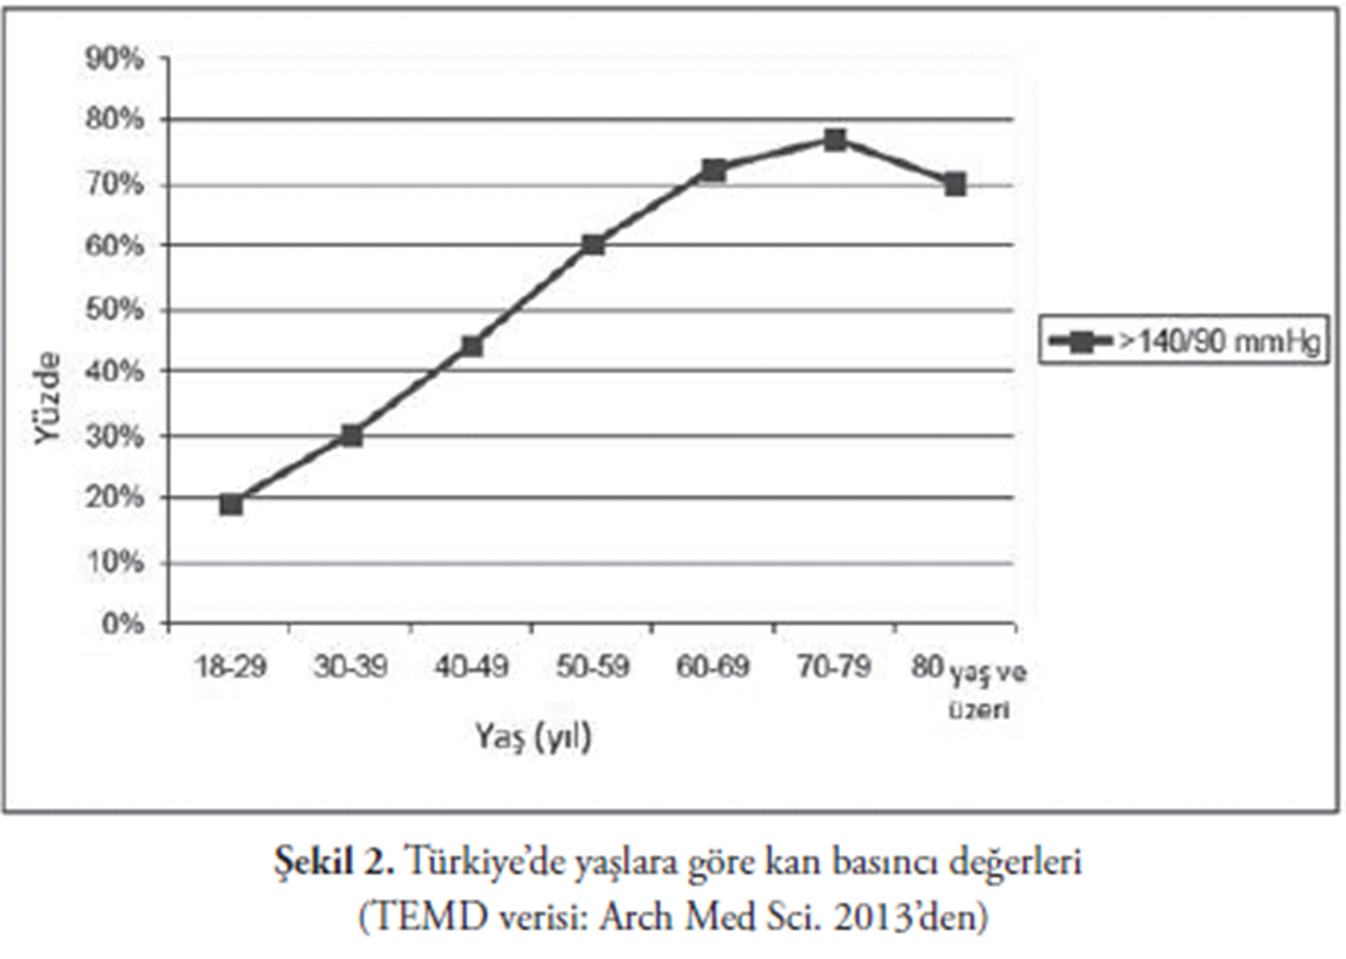 90%
80%
70%
60%
50%
40%
30%
20%
10%
0%
Yüzde
18-29 30-39 40-49 50-59 60-69 70-79 80 yaş ve
üzeri
Yaş (yıl)
>140/90 mmHg
Şekil 2. Türkiye’de yaşlara göre kan basıncı değerleri
(TEMD verisi: Arch Med Sci. 2013’den)